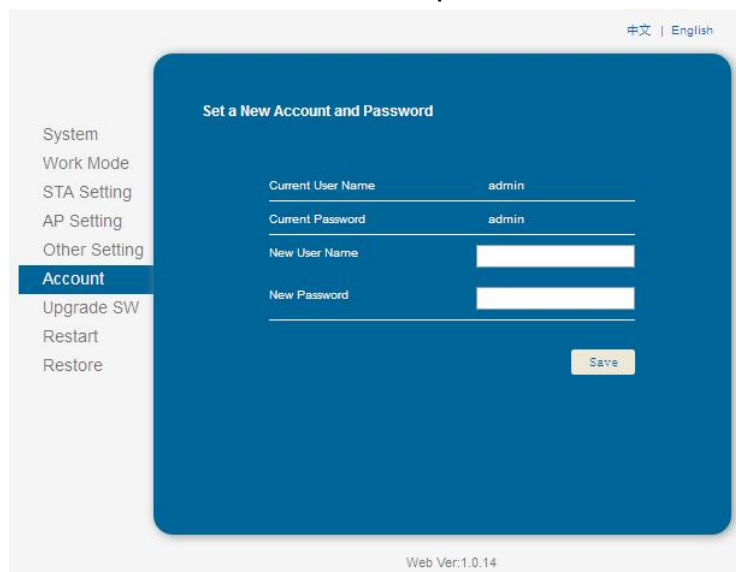 中文 | English
Set a New Account and Password
System
Work Mode
STA Setting
AP Setting
Other Setting
Account
Upgrade SW
Restart
Restore
Current User Name admin
Current Password admin
New User Name
New Password
Save
Web Ver:1.0.14